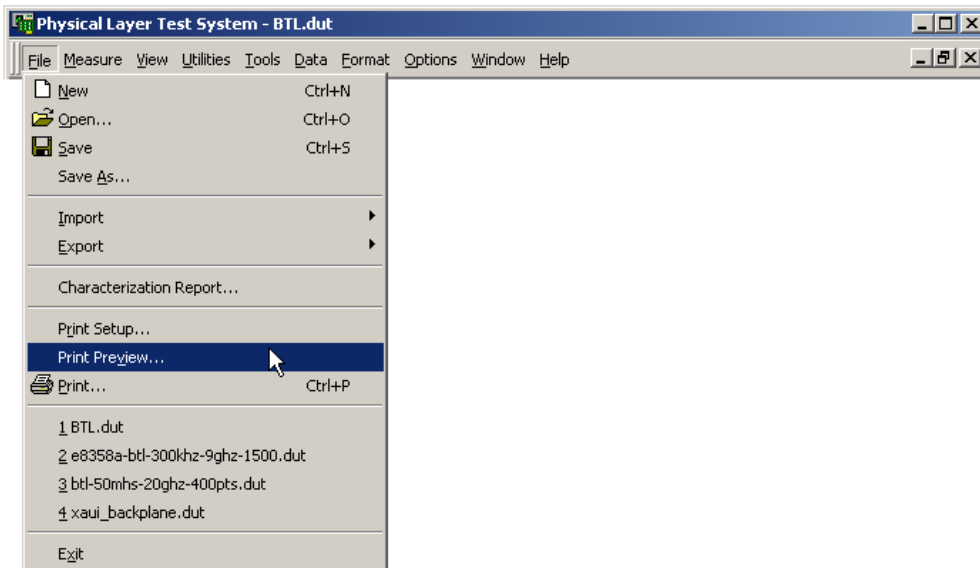 Physical Layer Test System - BTL.dut
File Measure View Utilities Tools Data Format Options Window Help
New Ctrl+N
Open... Ctrl+O
Save Ctrl+S
Save As...
Import
Export
Characterization Report...
Print Setup...
Print Preview...
Print... Ctrl+P
1 BTL.dut
2 e8358a-btl-300khz-9ghz-1500.dut
3 btl-50mhs-20ghz-400pts.dut
4 xaui_backplane.dut
Exit